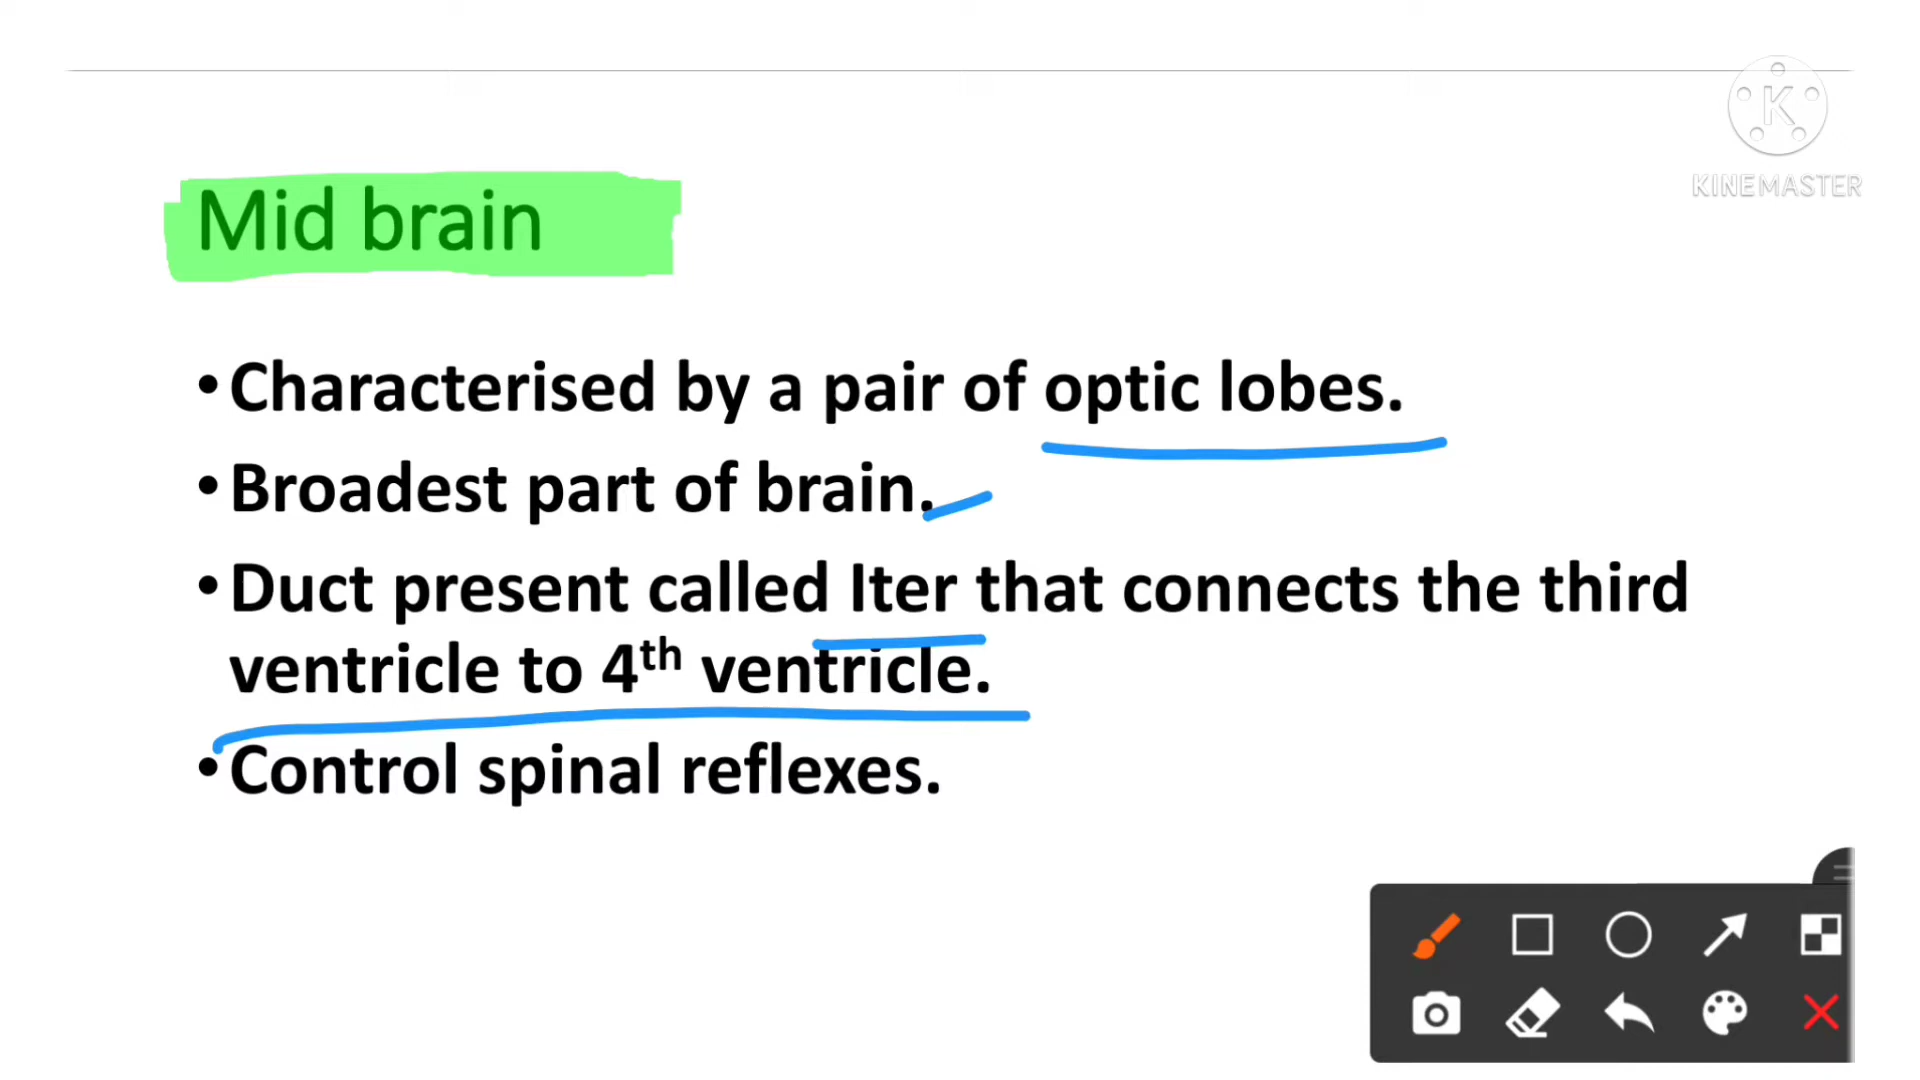 K
KINEMASTER
Mid brain
•Characterised by a pair of optic lobes.
•Broadest part of brain.
•Duct present called Iter that connects the third
ventricle to 4th ventricle.
•Control spinal reflexes.